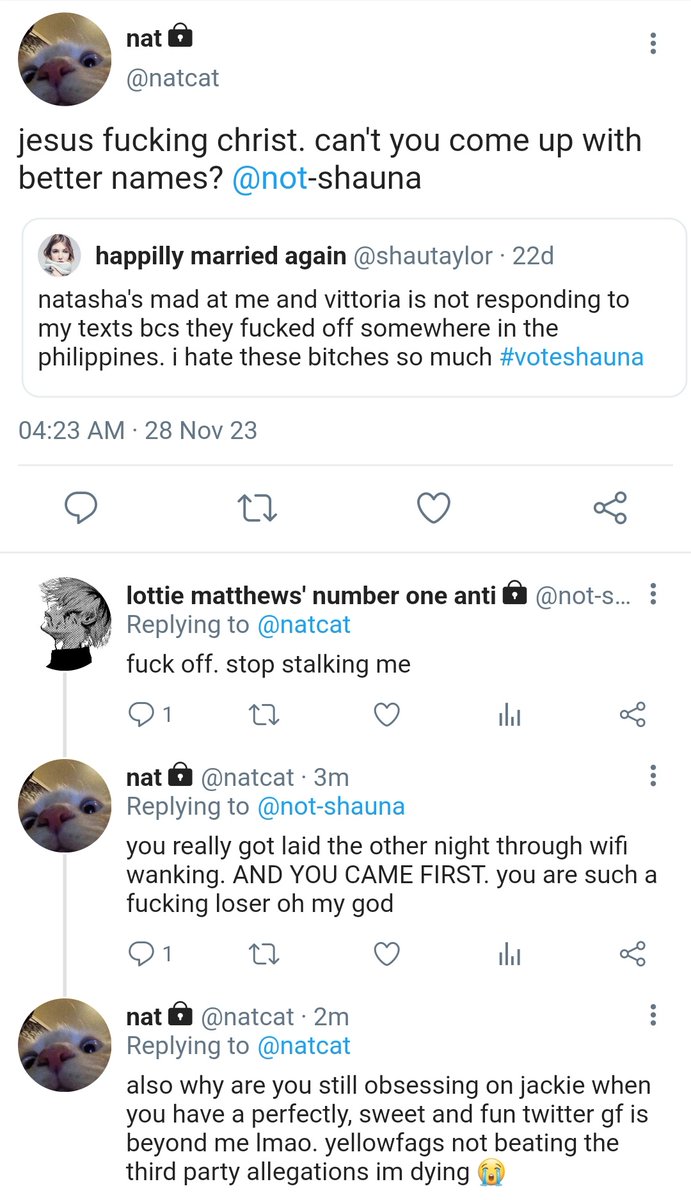 nat
@natcat
jesus fucking christ. can't you come up with
better names? @not-shauna
happilly married again @shautaylor · 22d
natasha's mad at me and vittoria is not responding to
my texts bcs they fucked off somewhere in the
philippines. i hate these bitches so much #voteshauna
04:23 AM · 28 Nov 23
lottie matthews' number one anti @not-s...
Replying to @natcat
fuck off. stop stalking me
1
nat @natcat · 3m
Replying to @not-shauna
you really got laid the other night through wifi
wanking. AND YOU CAME FIRST. you are such a
fucking loser oh my god
1
nat @natcat · 2m
Replying to @natcat
also why are you still obsessing on jackie when
you have a perfectly, sweet and fun twitter gf is
beyond me lmao. yellowfags not beating the
third party allegations im dying 😭